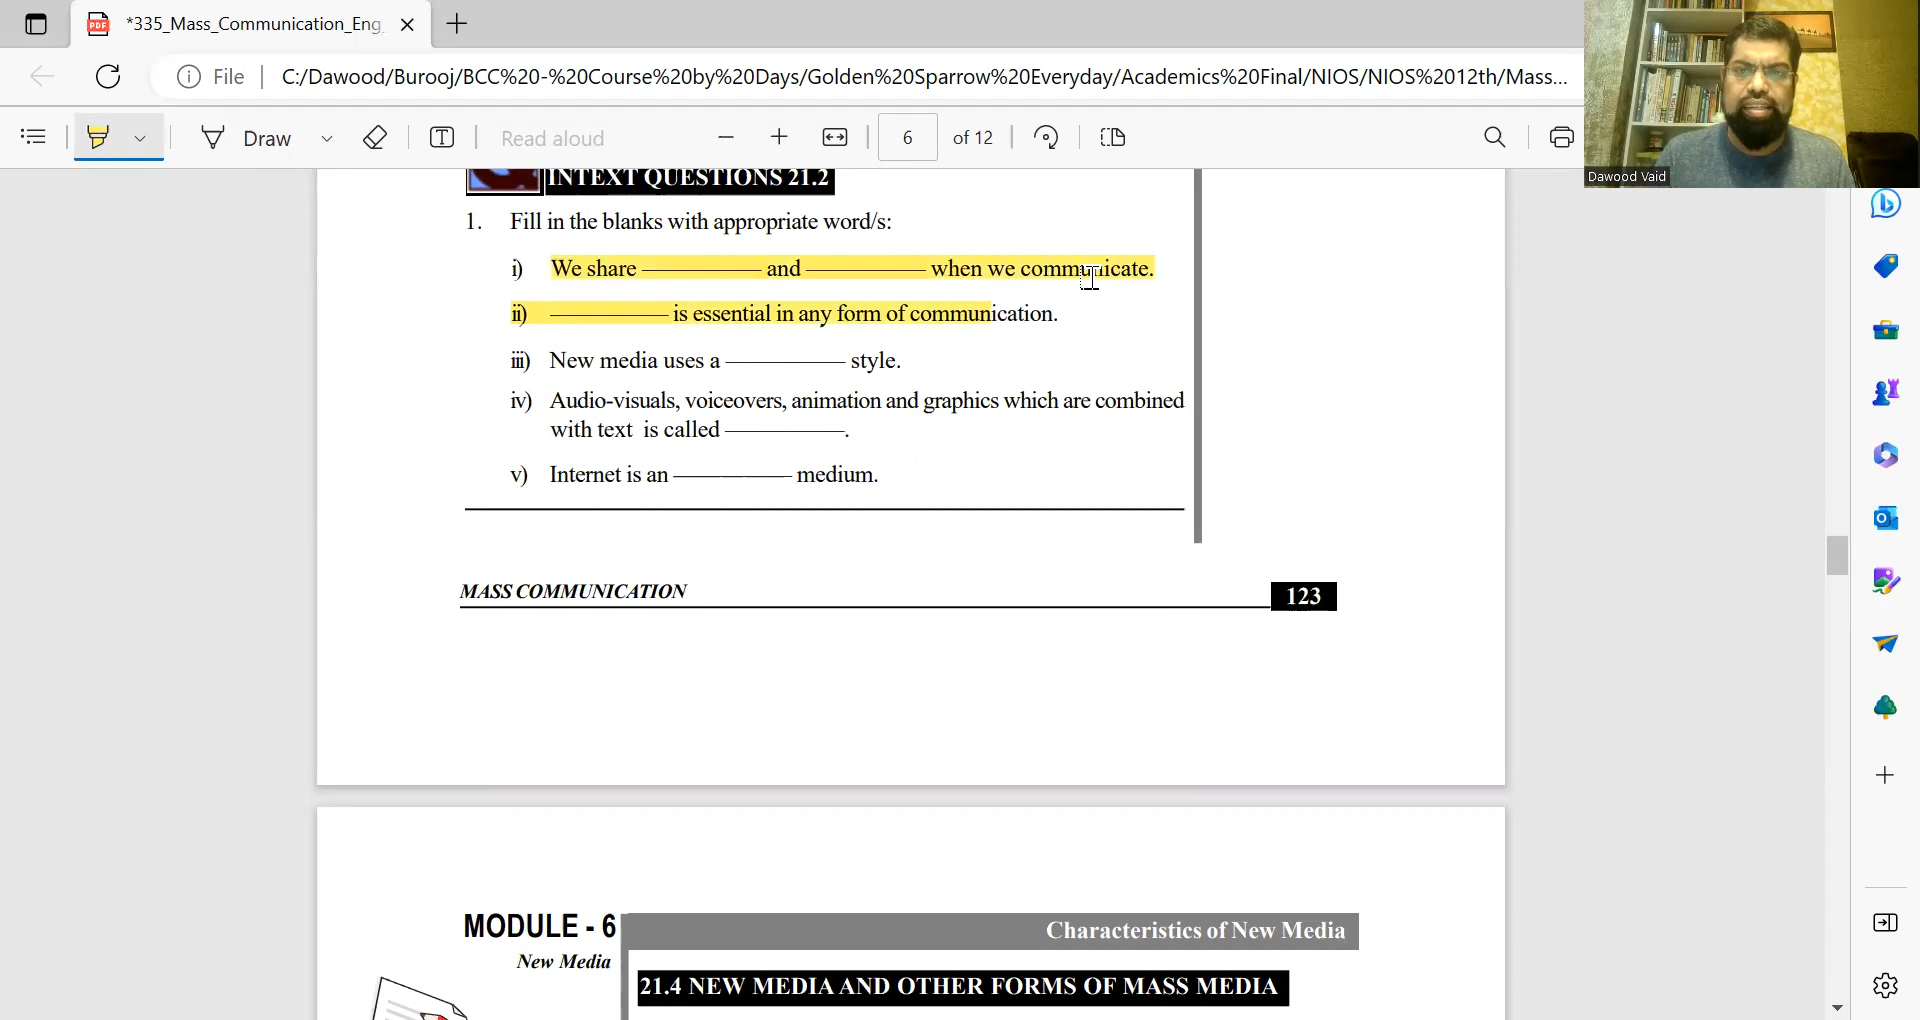 *335_Mass_Communication_Eng
File
C:/Dawood/Burooj/BCC%20-%20Course%20by%20Days/Golden%20Sparrow%20Everyday/Academics%20Final/NIOS/NIOS%2012th/Mass...
Draw
Read aloud
6
of 12
Dawood Vaid
INTEXT QUESTIONS 21.2
1. Fill in the blanks with appropriate word/s:
i) We share ————— and ————— when we communicate.
ii) ————— is essential in any form of communication.
iii) New media uses a ————— style.
iv) Audio-visuals, voiceovers, animation and graphics which are combined
with text is called —————.
v) Internet is an ————— medium.
MASS COMMUNICATION
123
MODULE - 6
Characteristics of New Media
New Media
21.4 NEW MEDIA AND OTHER FORMS OF MASS MEDIA